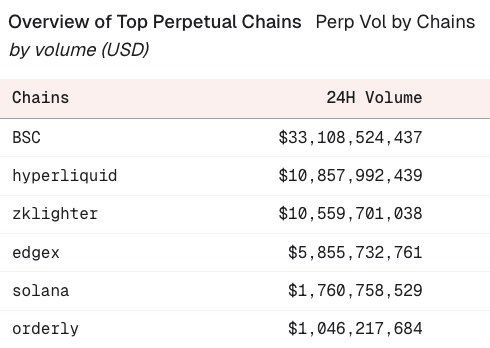 Overview of Top Perpetual Chains Perp Vol by Chains
by volume (USD)
Chains 24H Volume
BSC $33,108,524,437
hyperliquid $10,857,992,439
zklighter $10,559,701,038
edgex $5,855,732,761
solana $1,760,758,529
orderly $1,046,217,684